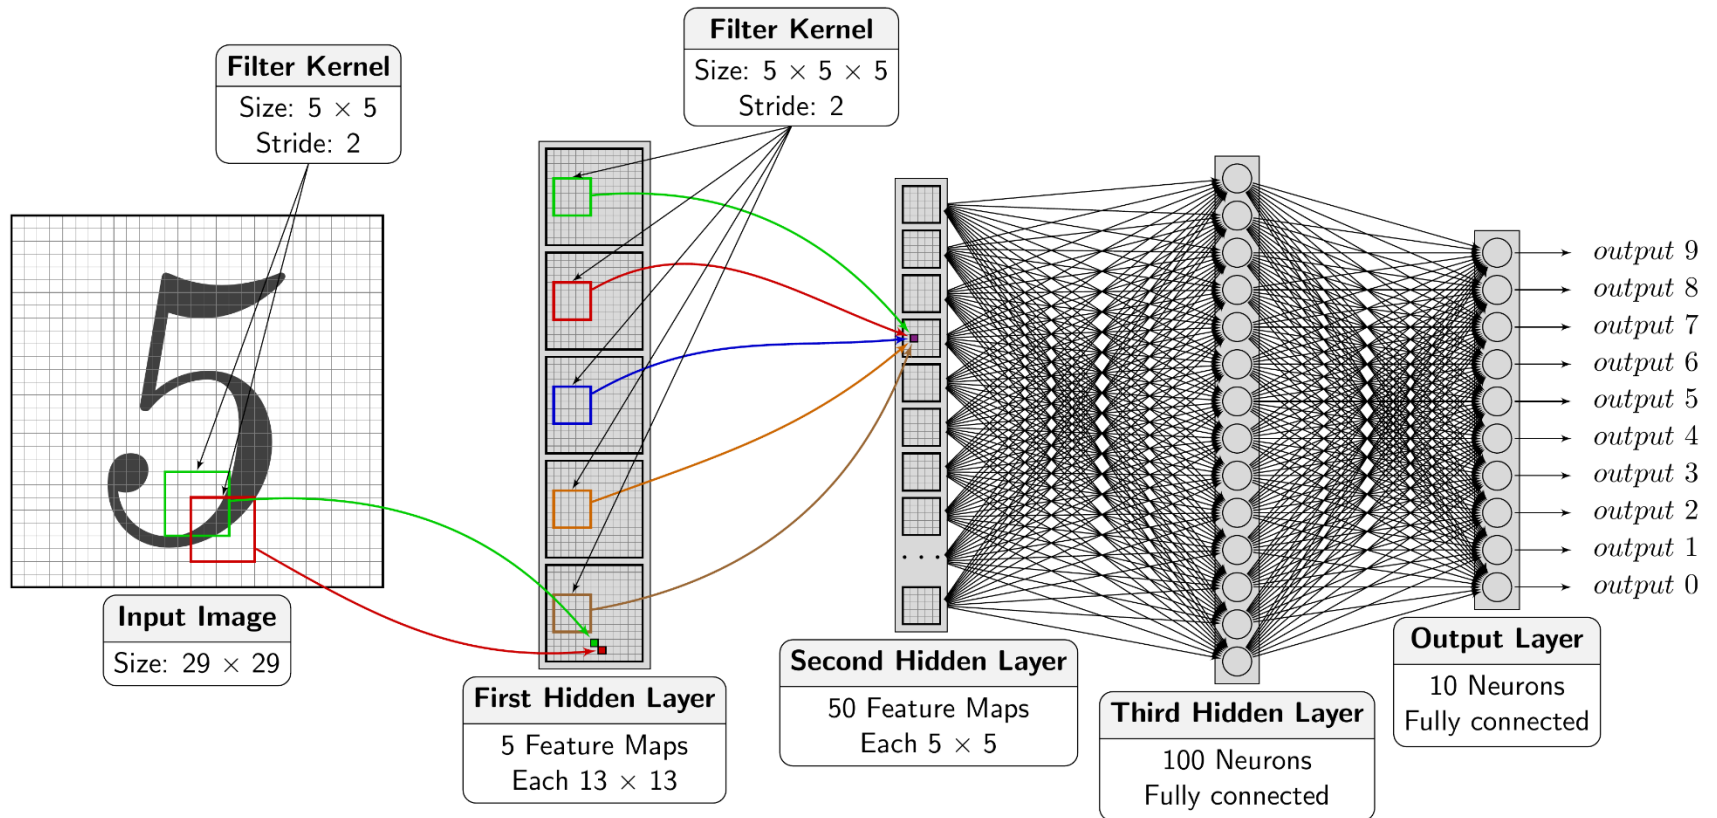 Filter Kernel
Size: 5 × 5
Stride: 2
Filter Kernel
Size: 5 × 5 × 5
Stride: 2
5
Input Image
Size: 29 × 29
First Hidden Layer
5 Feature Maps
Each 13 × 13
. . .
Second Hidden Layer
50 Feature Maps
Each 5 × 5
Third Hidden Layer
100 Neurons
Fully connected
Output Layer
10 Neurons
Fully connected
output 9
output 8
output 7
output 6
output 5
output 4
output 3
output 2
output 1
output 0